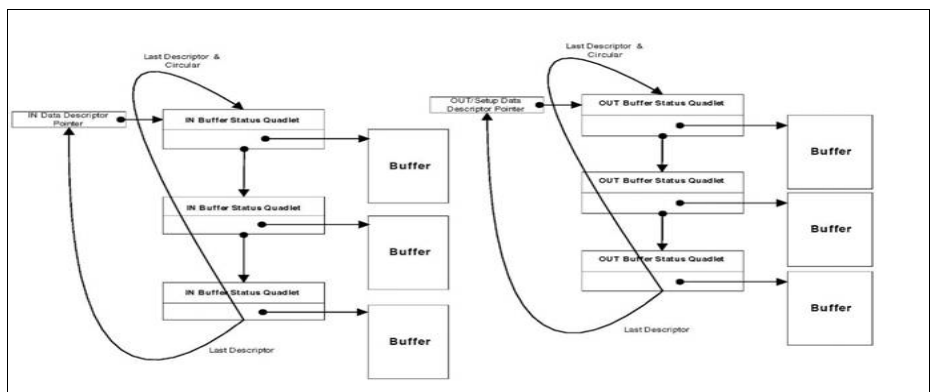 Last Descriptor &
Circular
IN Data Descriptor
Pointer
IN Buffer Status Quadlet
Buffer
IN Buffer Status Quadlet
Buffer
IN Buffer Status Quadlet
Buffer
Last Descriptor
Last Descriptor &
Circular
OUT/Setup Data
Descriptor Pointer
OUT Buffer Status Quadlet
Buffer
OUT Buffer Status Quadlet
Buffer
OUT Buffer Status Quadlet
Buffer
Last Descriptor